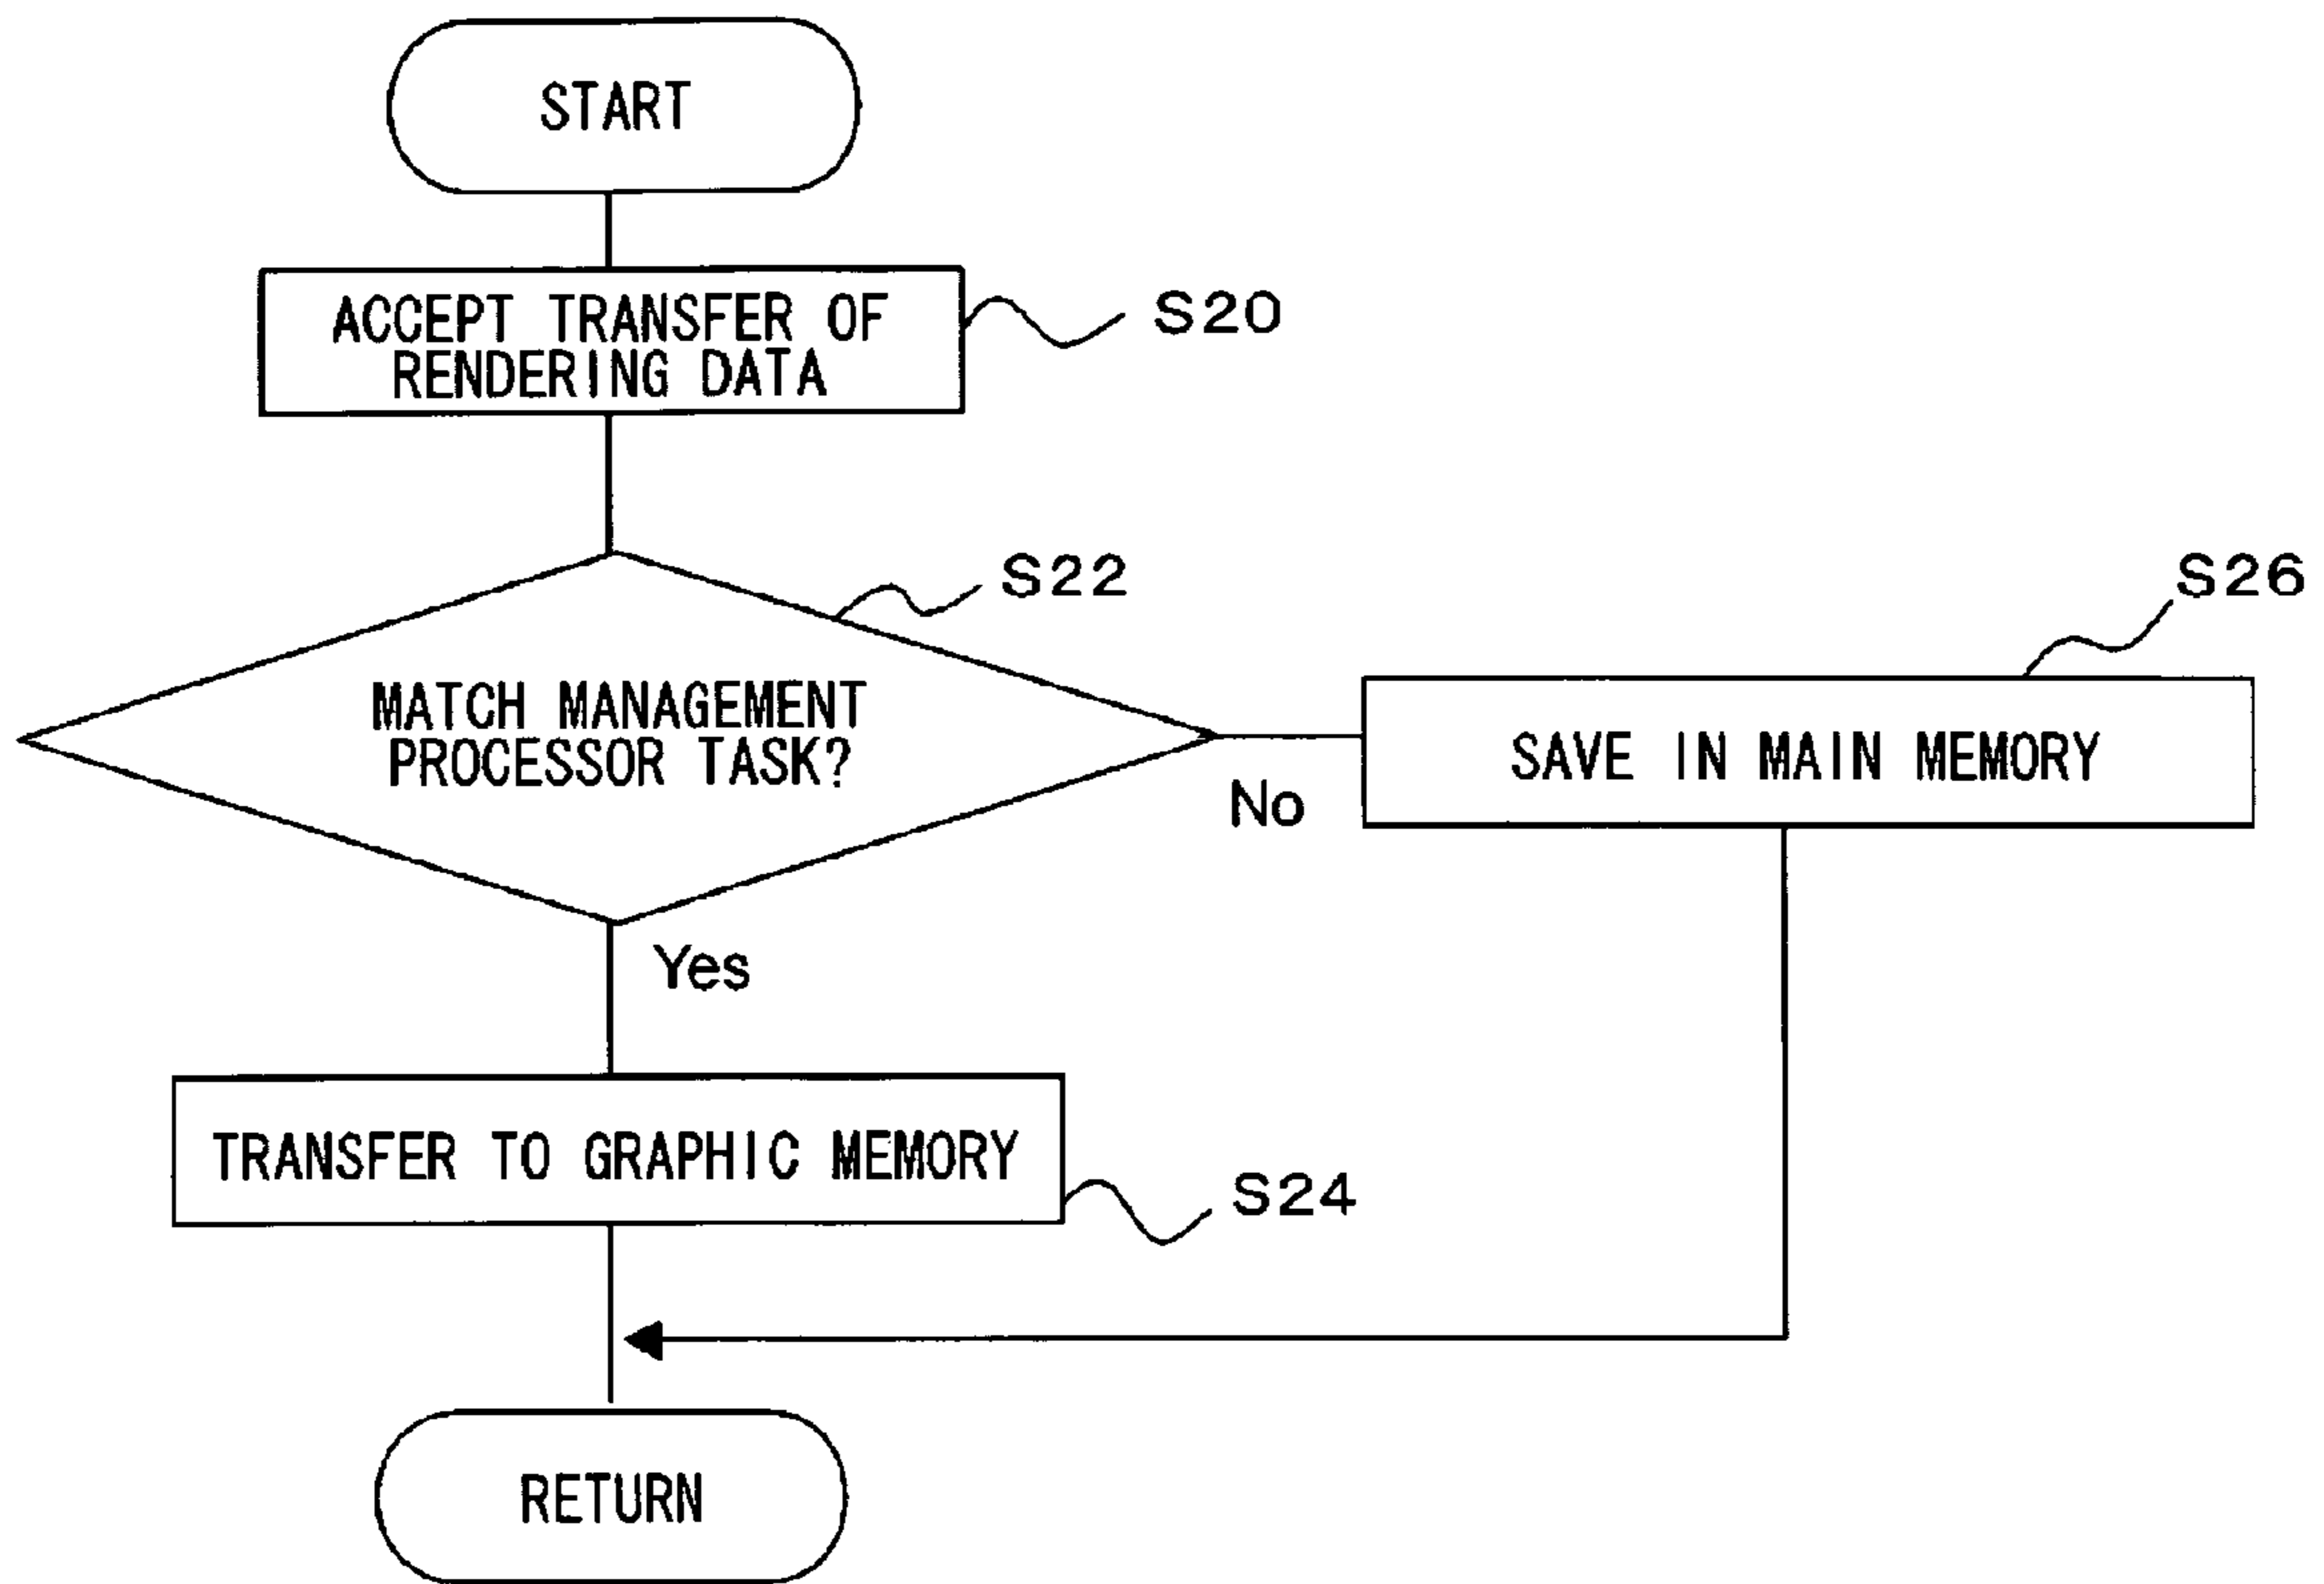 START
ACCEPT TRANSFER OF
RENDERING DATA
S20
S22
MATCH MANAGEMENT
PROCESSOR TASK?
No
S26
SAVE IN MAIN MEMORY
Yes
TRANSFER TO GRAPHIC MEMORY
S24
RETURN